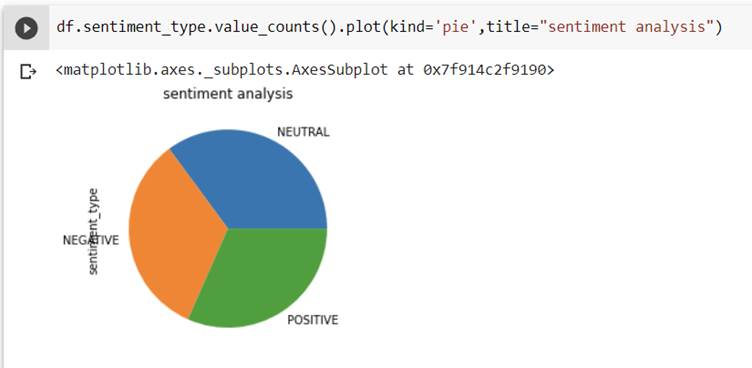 df.sentiment_type.value_counts().plot(kind='pie',title="sentiment analysis")
<matplotlib.axes._subplots.AxesSubplot at 0x7f914c2f9190>
sentiment analysis
NEUTRAL
sentiment_type
NEGATIVE
POSITIVE